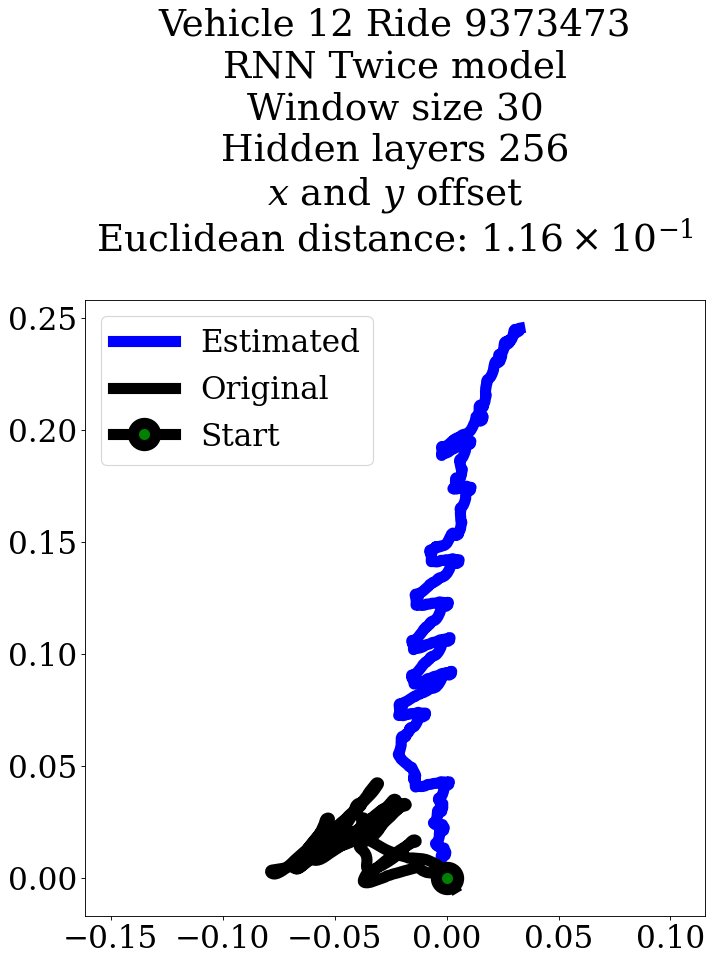 Vehicle 12 Ride 9373473
RNN Twice model
Window size 30
Hidden layers 256
x and y offset
Euclidean distance: 1.16 × 10⁻¹
Estimated
Original
Start
0.25
0.20
0.15
0.10
0.05
0.00
−0.15 −0.10 −0.05 0.00 0.05 0.10